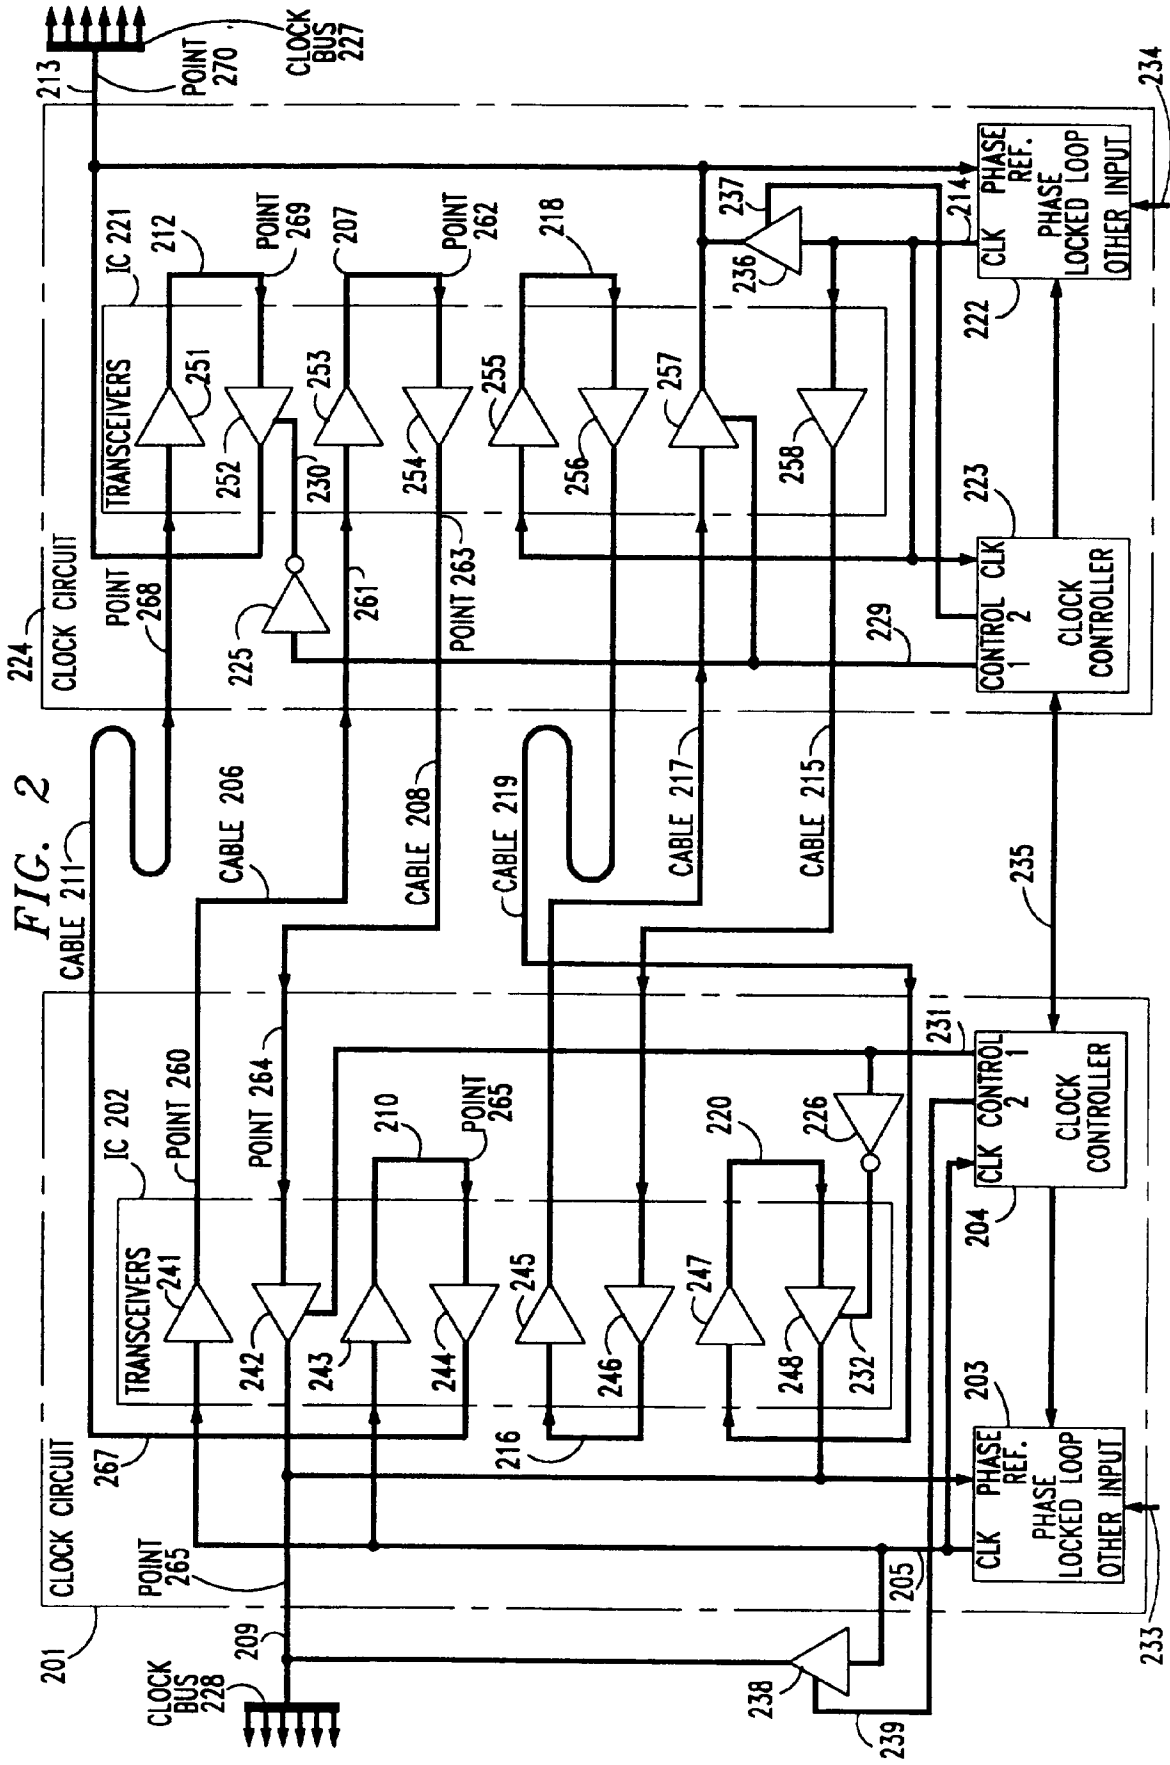 FIG. 2
224
CLOCK CIRCUIT
213
POINT
270
CLOCK
BUS
227
IC 221
TRANSCEIVERS
POINT
268
251
212
252
POINT
269
225
230
253
207
261
254
POINT
262
POINT 263
255
218
256
257
237
236
258
229
223
CONTROL
1
2
CLK
CLOCK
CONTROLLER
222
214
CLK
PHASE
REF.
PHASE
LOCKED LOOP
OTHER INPUT
234
CABLE 211
CABLE 206
CABLE 208
CABLE 219
CABLE 217
CABLE 215
235
201
CLOCK CIRCUIT
IC 202
TRANSCEIVERS
267
241
POINT 260
POINT
265
POINT 264
242
209
CLOCK
BUS
228
243
210
244
POINT
265
245
216
246
247
220
248
226
232
238
239
205
231
204
CLK
CONTROL
2
1
CLOCK
CONTROLLER
203
CLK
PHASE
REF.
PHASE
LOCKED LOOP
OTHER INPUT
233